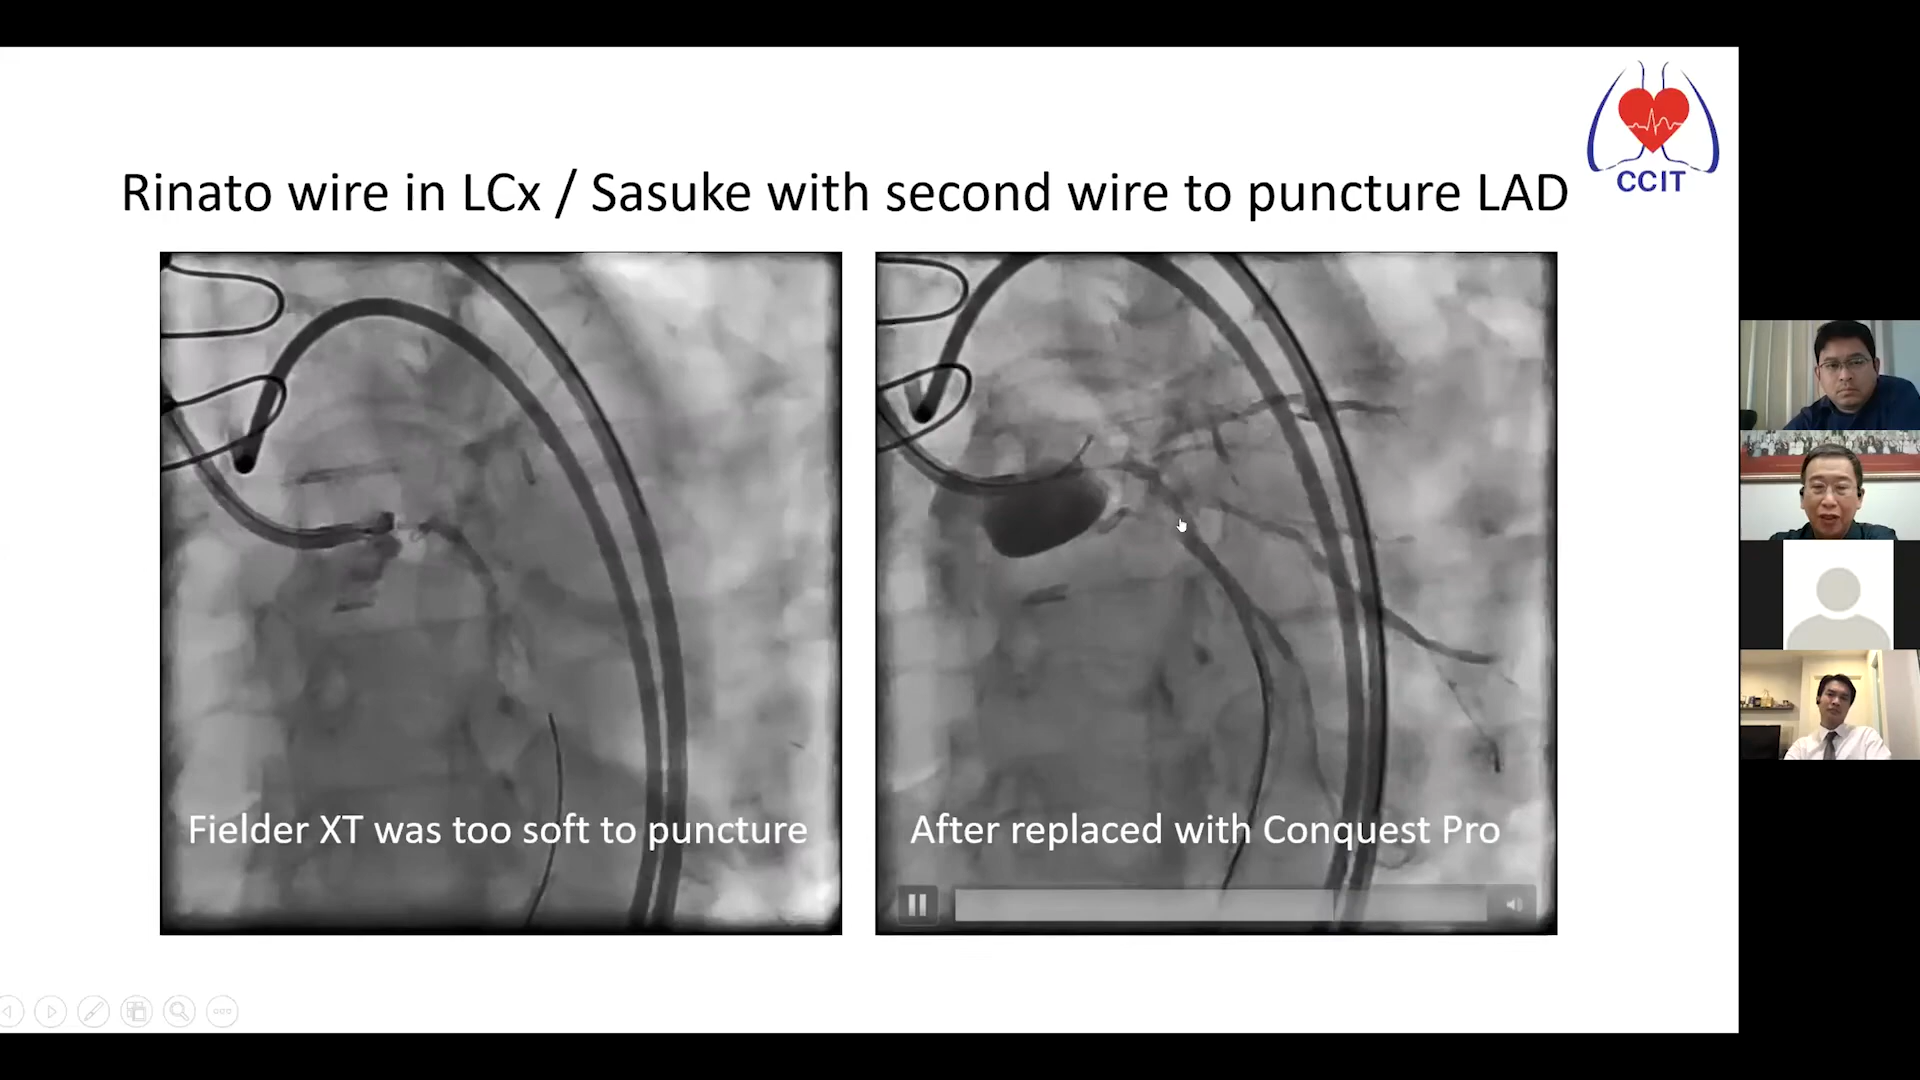 CCIT
Rinato wire in LCx / Sasuke with second wire to puncture LAD
Fielder XT was too soft to puncture
After replaced with Conquest Pro